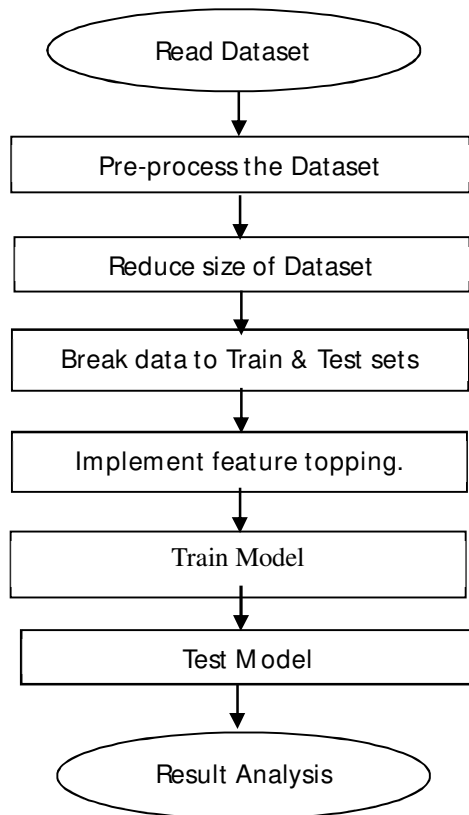 Read Dataset
Pre-process the Dataset
Reduce size of Dataset
Break data to Train & Test sets
Implement feature topping.
Train Model
Test Model
Result Analysis